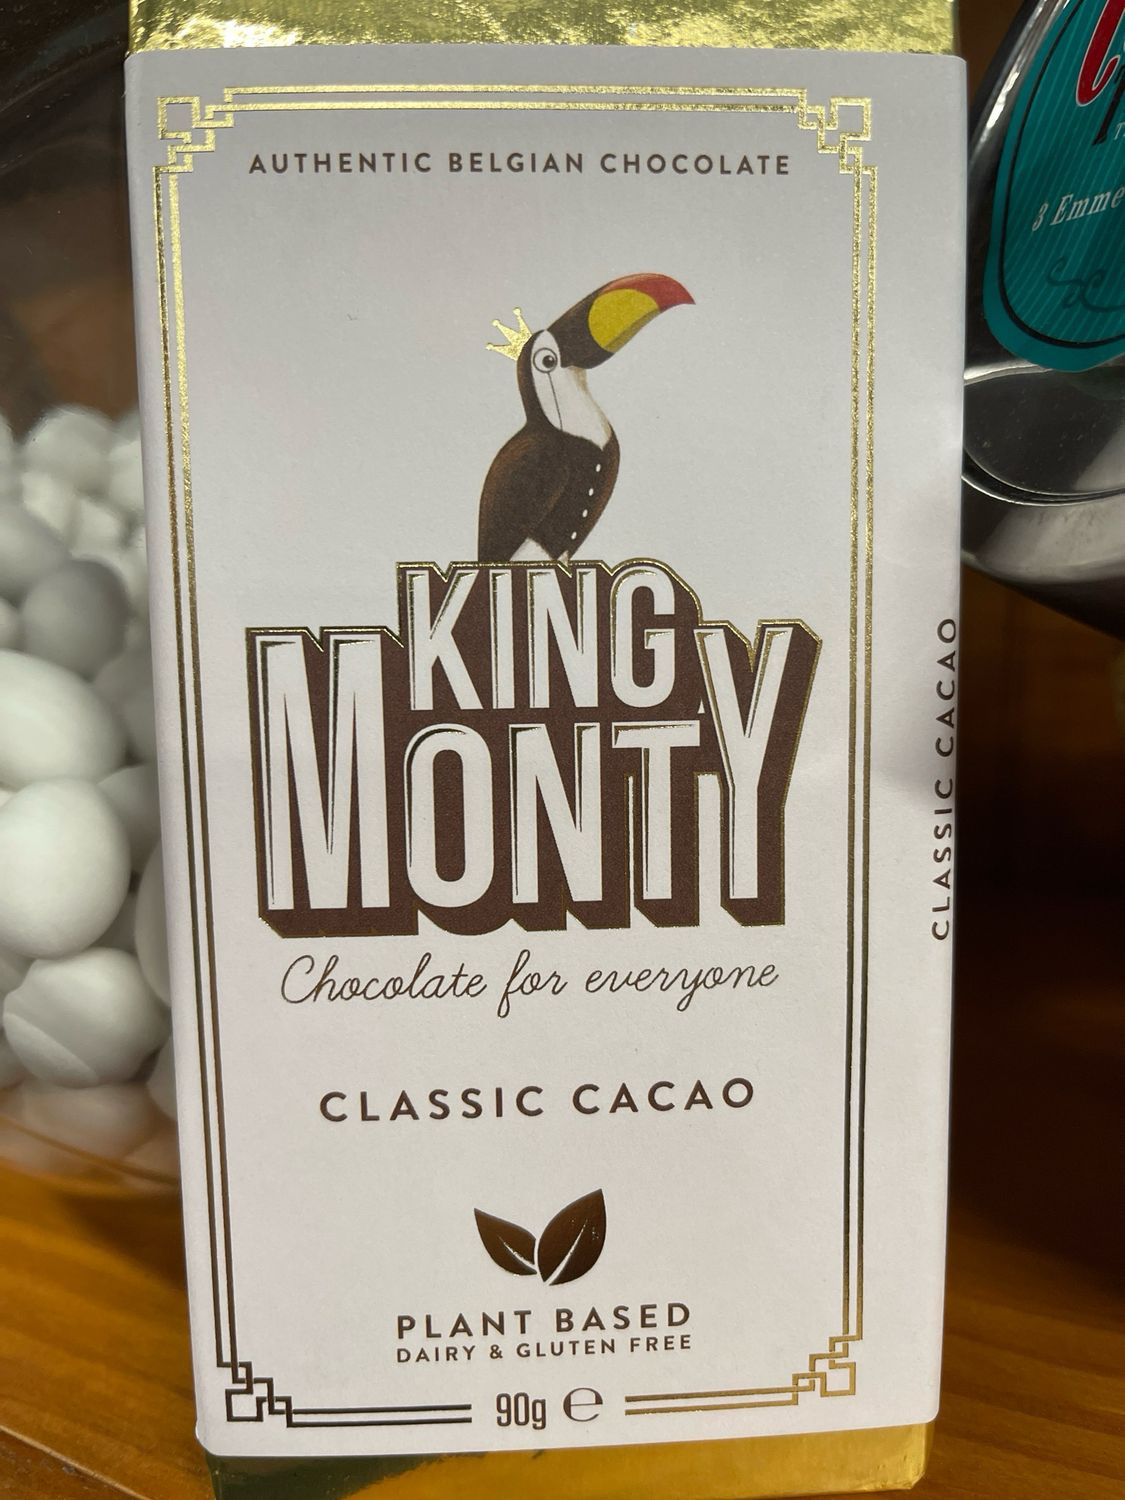 AUTHENTIC BELGIAN CHOCOLATE
KING
MONTY
Chocolate for everyone
CLASSIC CACAO
PLANT BASED
DAIRY & GLUTEN FREE
90g ℮
CLASSIC CACAO
3 Emme